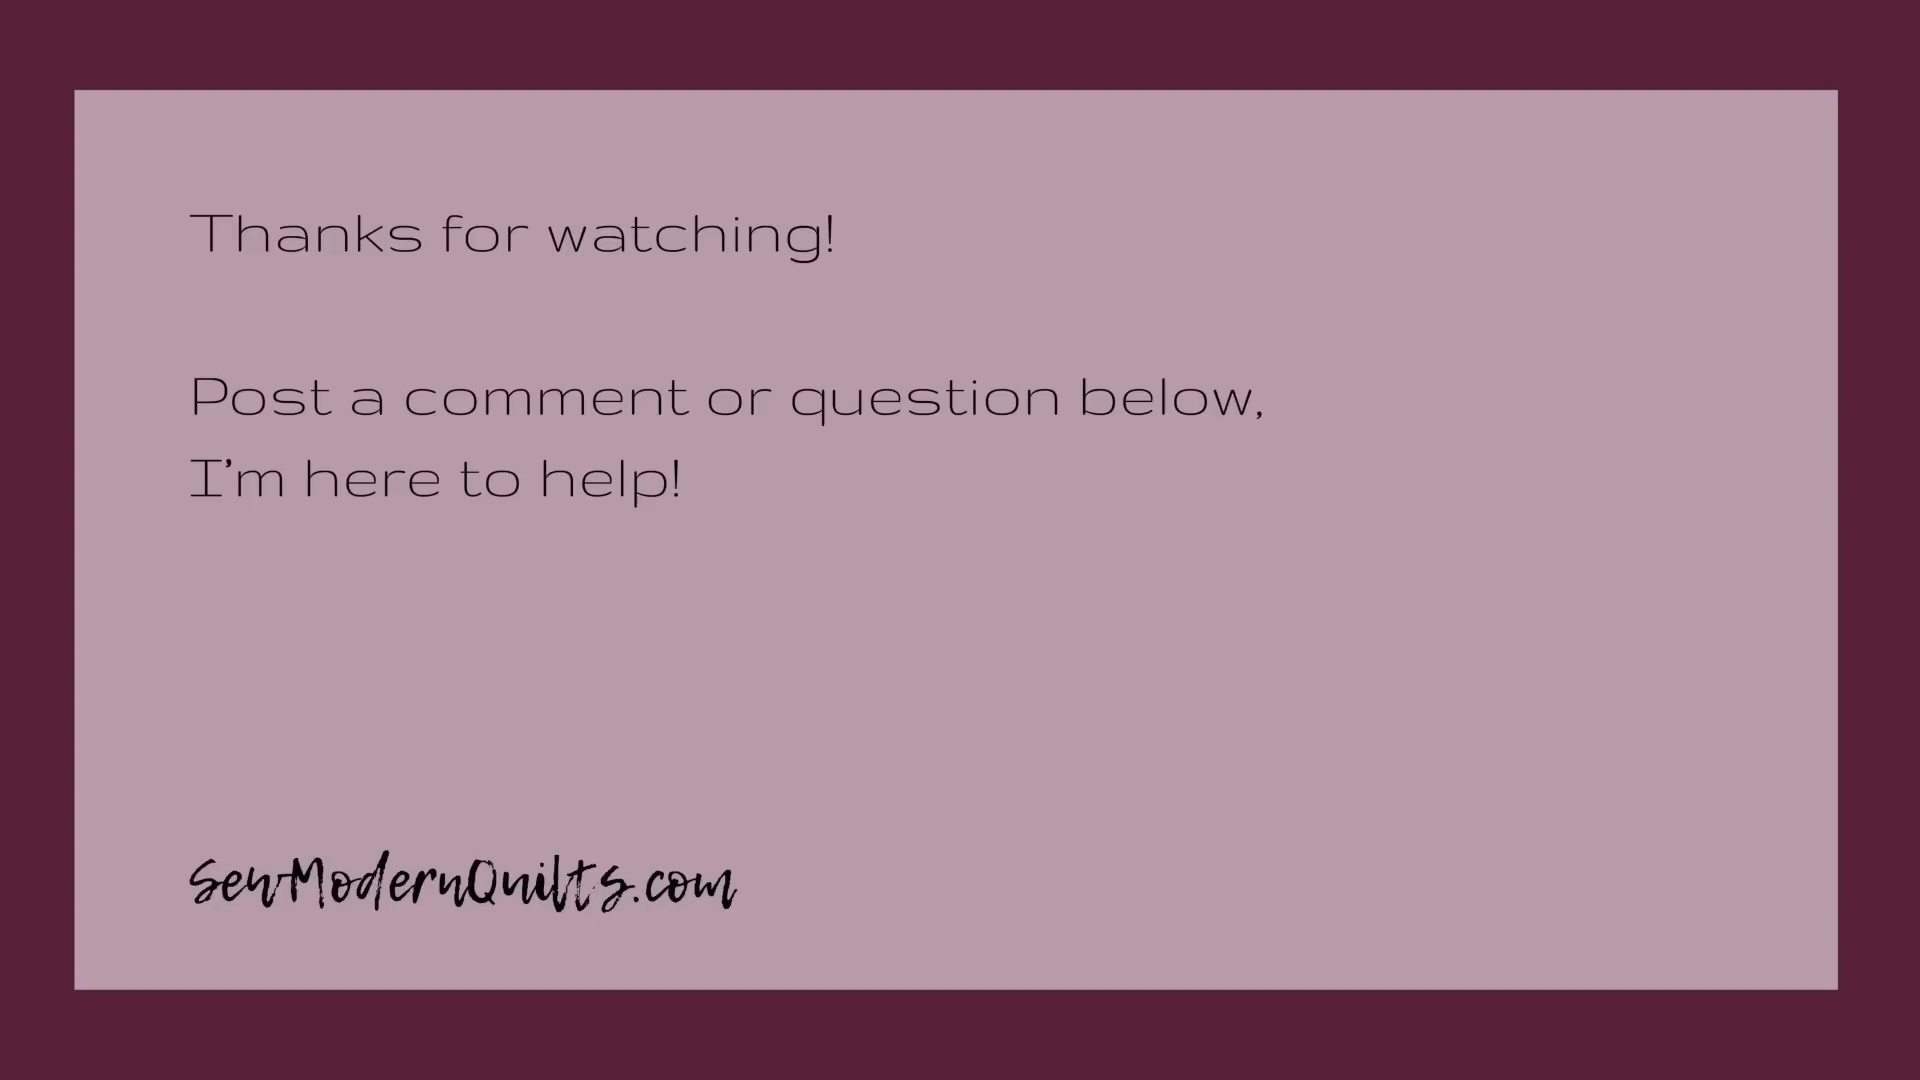 Thanks for watching!
Post a comment or question below,
I'm here to help!
SewModernQuilts.com